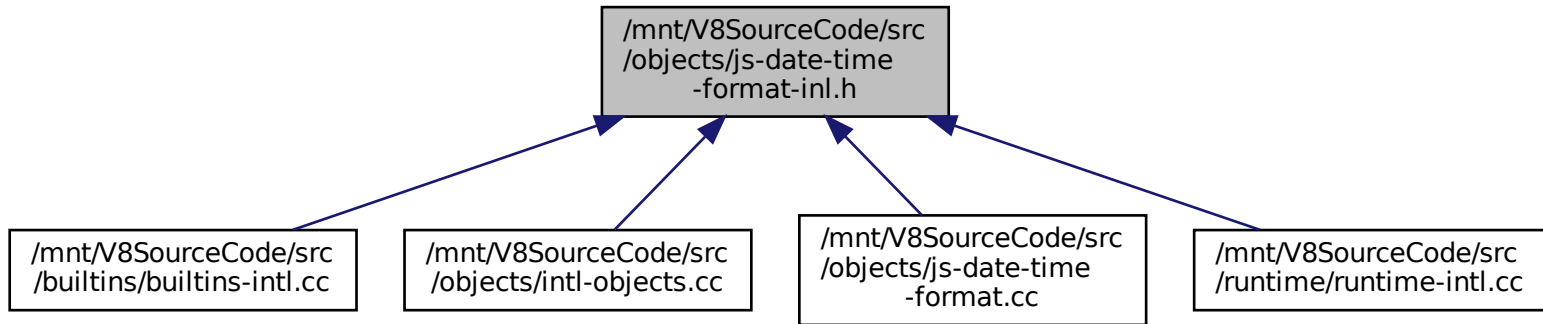 /mnt/V8SourceCode/src
/objects/js-date-time
-format-inl.h
/mnt/V8SourceCode/src
/builtins/builtins-intl.cc
/mnt/V8SourceCode/src
/objects/intl-objects.cc
/mnt/V8SourceCode/src
/objects/js-date-time
-format.cc
/mnt/V8SourceCode/src
/runtime/runtime-intl.cc